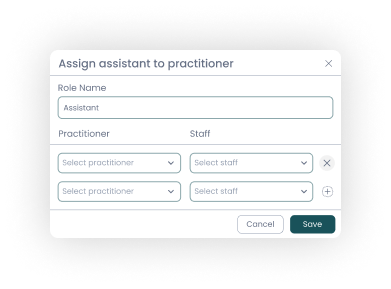 Assign assistant to practitioner
Role Name
Assistant
Practitioner Staff
Select practitioner Select staff
Select practitioner Select staff
Cancel Save